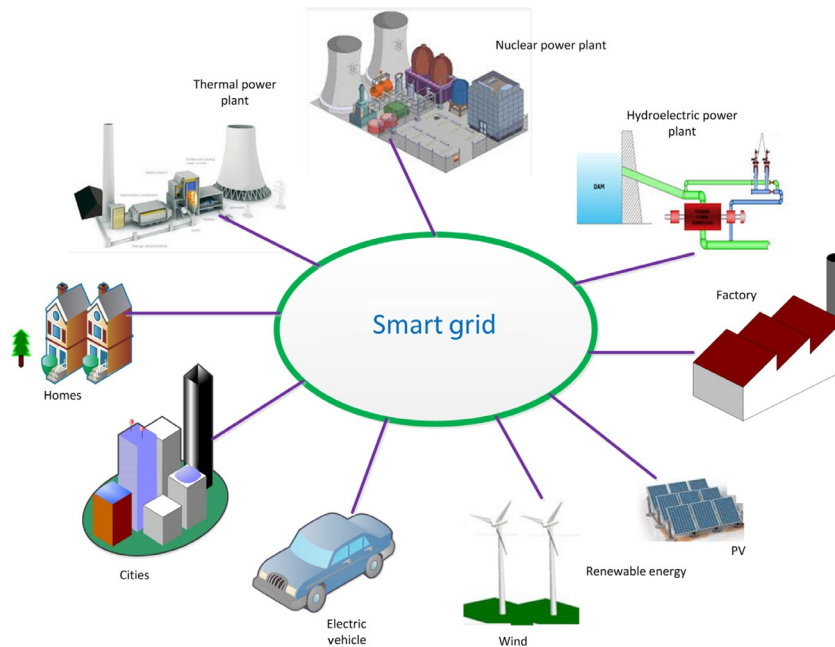 Nuclear power plant
Thermal power
plant
Hydroelectric power
plant
DAM
Smart grid
Factory
Homes
Cities
PV
Renewable energy
Electric
vehicle
Wind